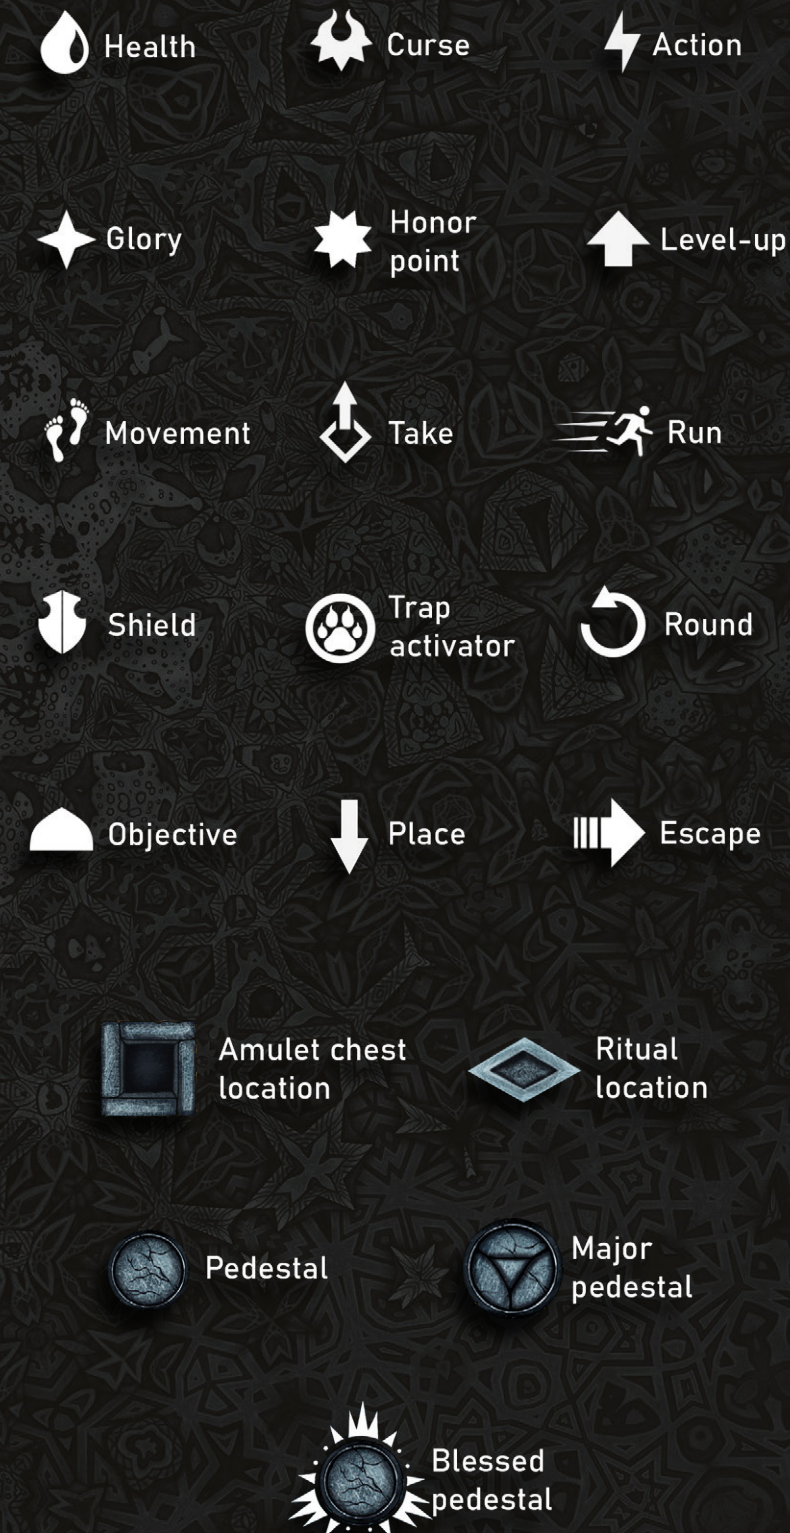 Health
Curse
Action
Glory
Honor
point
Level-up
Movement
Take
Run
Shield
Trap
activator
Round
Objective
Place
Escape
Amulet chest
location
Ritual
location
Pedestal
Major
pedestal
Blessed
pedestal